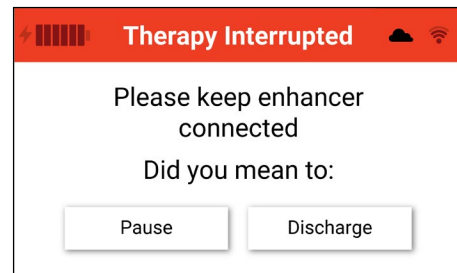 Therapy Interrupted
Please keep enhancer
connected
Did you mean to:
Pause Discharge